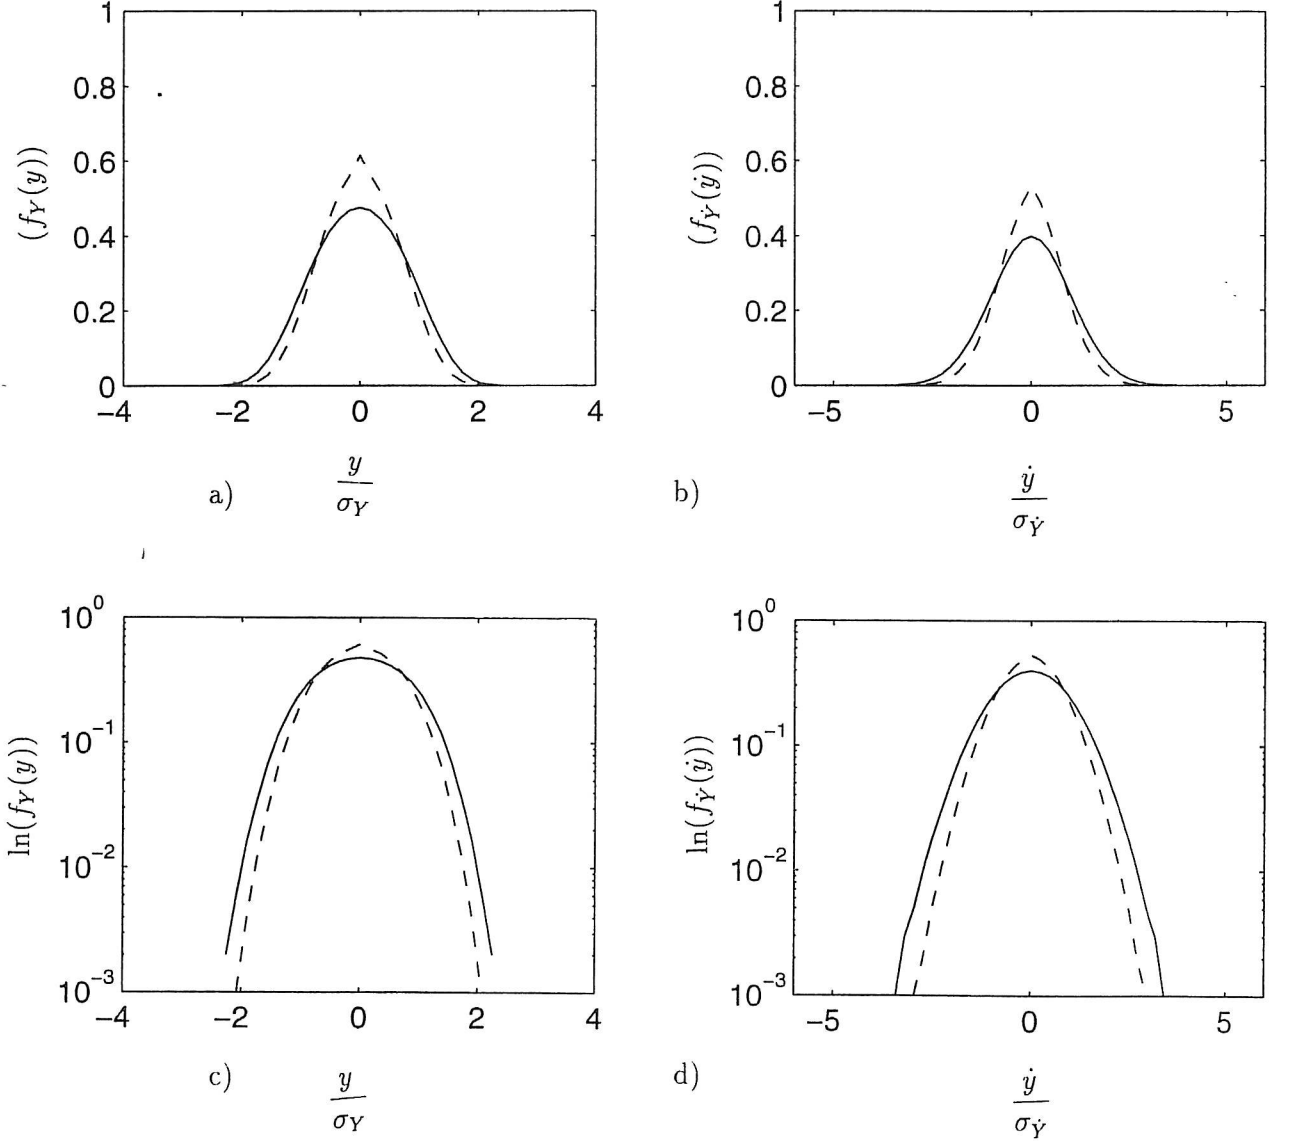 1
0.8
0.6
0.4
0.2
0
−4
−2
0
2
4
(f_Y(y))
a)
y
σ_Y
1
0.8
0.6
0.4
0.2
0
−5
0
5
(f_Ẏ(ẏ))
b)
ẏ
σ_Ẏ
10^0
10^−1
10^−2
10^−3
−4
−2
0
2
4
ln(f_Y(y))
c)
y
σ_Y
10^0
10^−1
10^−2
10^−3
−5
0
5
ln(f_Ẏ(ẏ))
d)
ẏ
σ_Ẏ